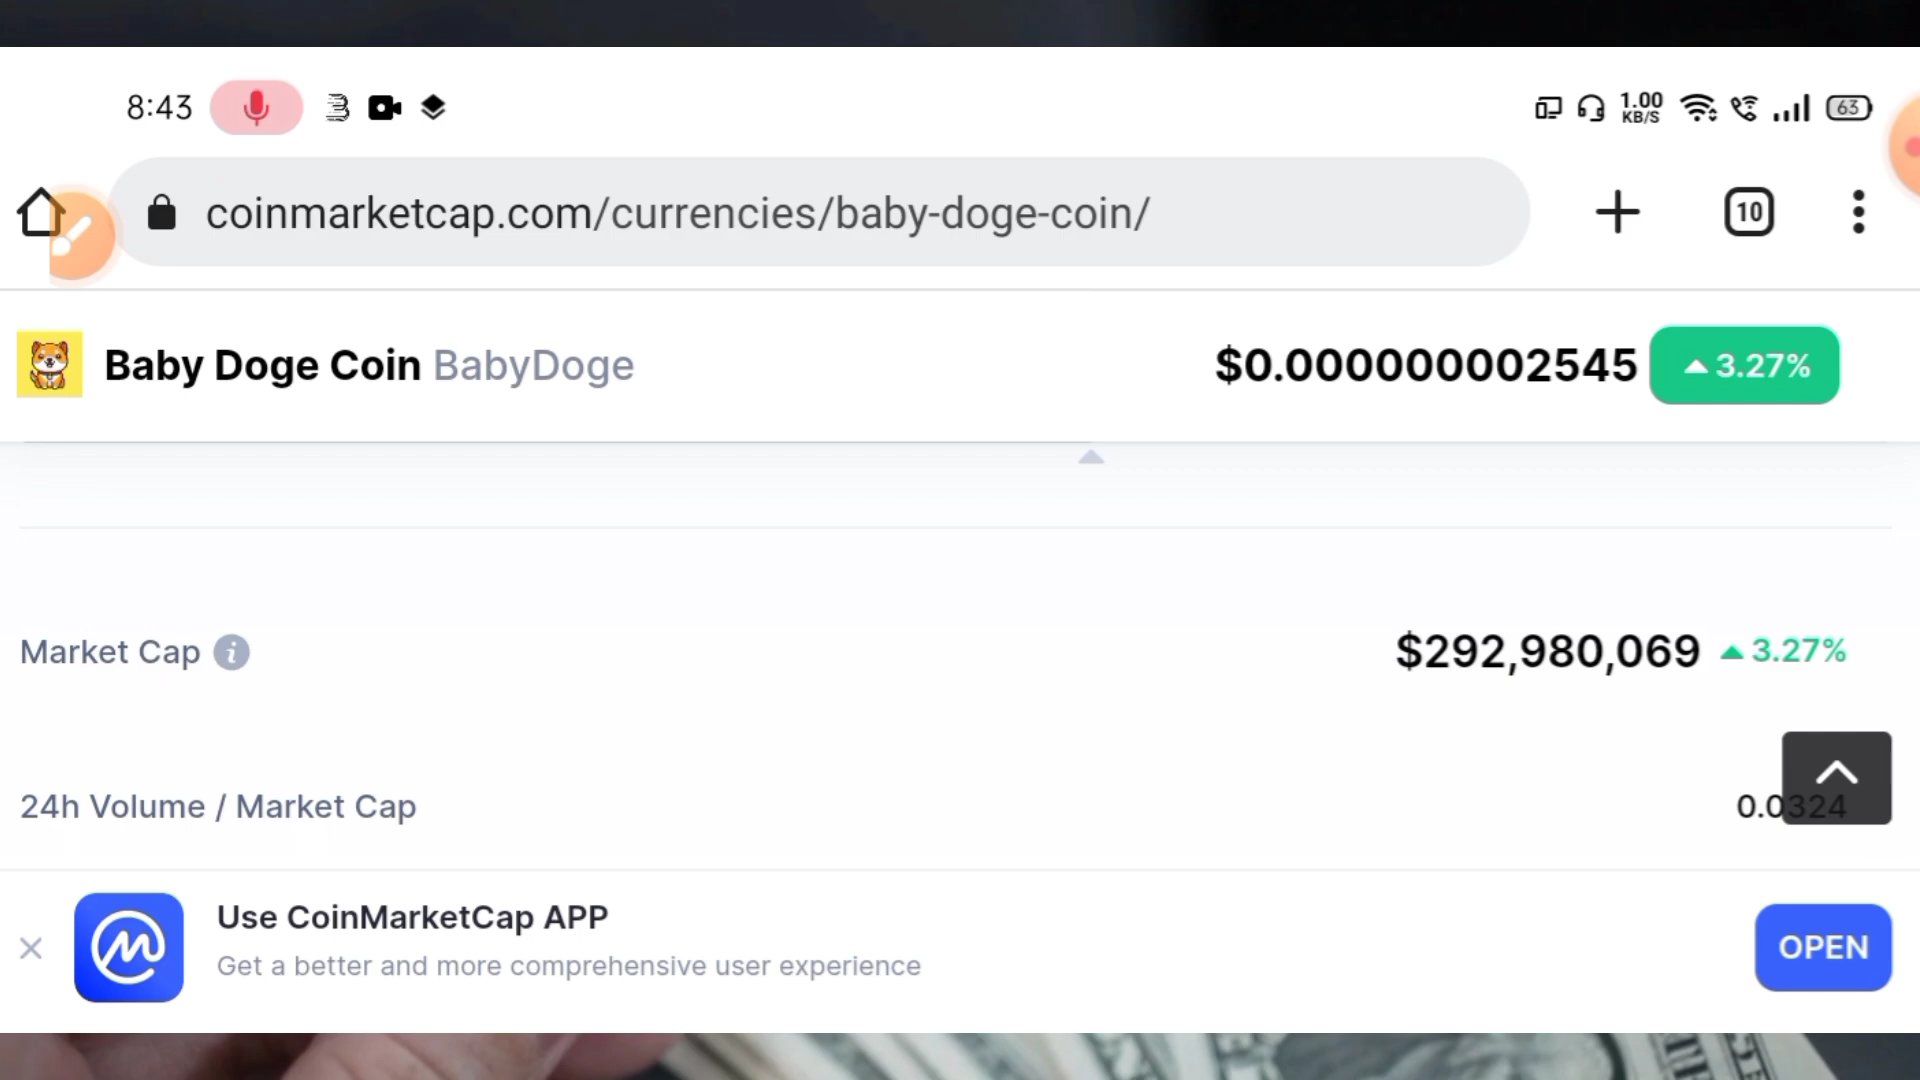 8:43
1.00
KB/S
63
coinmarketcap.com/currencies/baby-doge-coin/
10
Baby Doge Coin BabyDoge
$0.000000002545 3.27%
Market Cap i
$292,980,069 3.27%
24h Volume / Market Cap
0.0324
Use CoinMarketCap APP
Get a better and more comprehensive user experience
OPEN